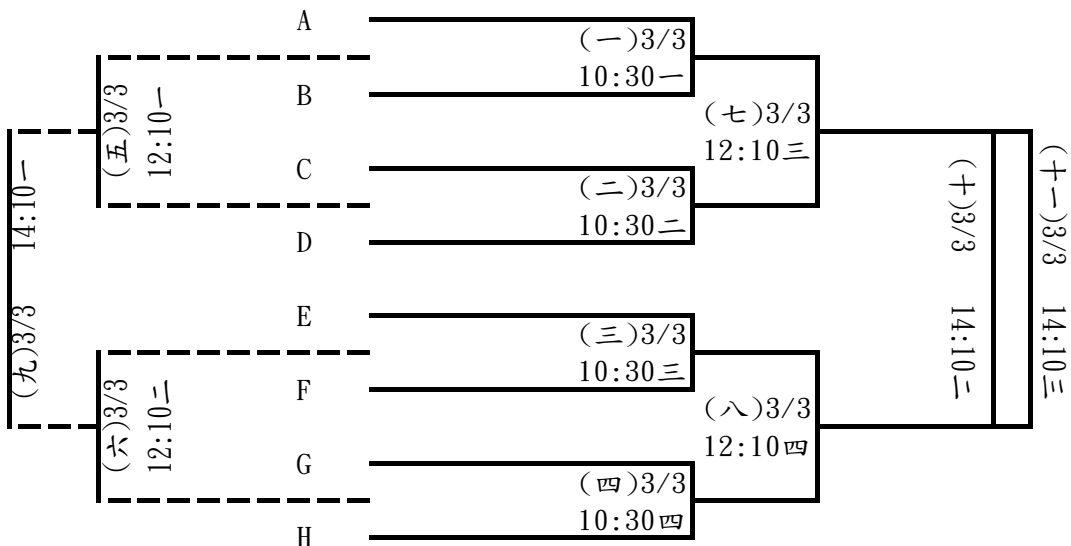 A
(一)3/3
10:30一
B
(五)3/3
12:10一
(七)3/3
12:10三
C
(二)3/3
10:30二
D
(九)3/3 14:10一
(十)3/3 14:10二
(十一)3/3 14:10三
E
(三)3/3
10:30三
F
(六)3/3
12:10二
(八)3/3
12:10四
G
(四)3/3
10:30四
H